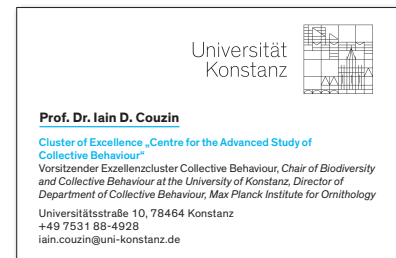 Universität
Konstanz
Prof. Dr. Iain D. Couzin
Cluster of Excellence „Centre for the Advanced Study of
Collective Behaviour“
Vorsitzender Exzellenzcluster Collective Behaviour, Chair of Biodiversity
and Collective Behaviour at the University of Konstanz, Director of
Department of Collective Behaviour, Max Planck Institute for Ornithology
Universitätsstraße 10, 78464 Konstanz
+49 7531 88-4928
iain.couzin@uni-konstanz.de